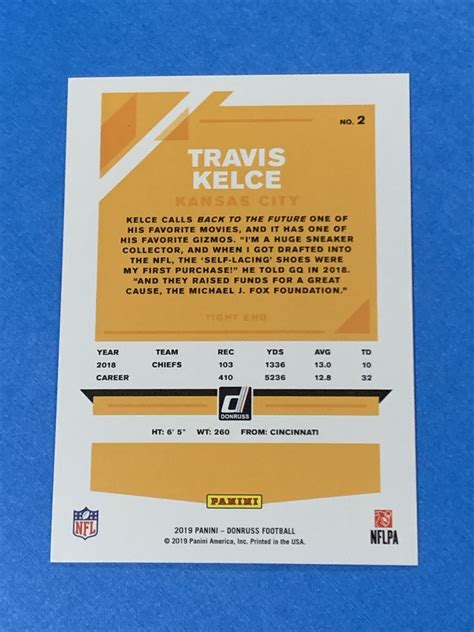 NO. 2
TRAVIS
KELCE
KANSAS CITY
KELCE CALLS BACK TO THE FUTURE ONE OF
HIS FAVORITE MOVIES, AND IT HAS ONE OF
HIS FAVORITE GIZMOS. "I'M A HUGE SNEAKER
COLLECTOR, AND WHEN I GOT DRAFTED INTO
THE NFL, THE 'SELF-LACING' SHOES WERE
MY FIRST PURCHASE!" HE TOLD GQ IN 2018.
"AND THEY RAISED FUNDS FOR A GREAT
CAUSE, THE MICHAEL J. FOX FOUNDATION."
TIGHT END
YEAR TEAM REC YDS AVG TD
2018 CHIEFS 103 1336 13.0 10
CAREER 410 5236 12.8 32
DONRUSS
HT: 6' 5" WT: 260 FROM: CINCINNATI
PANINI
NFL
2019 PANINI – DONRUSS FOOTBALL
© 2019 Panini America, Inc. Printed in the USA.
NFLPA